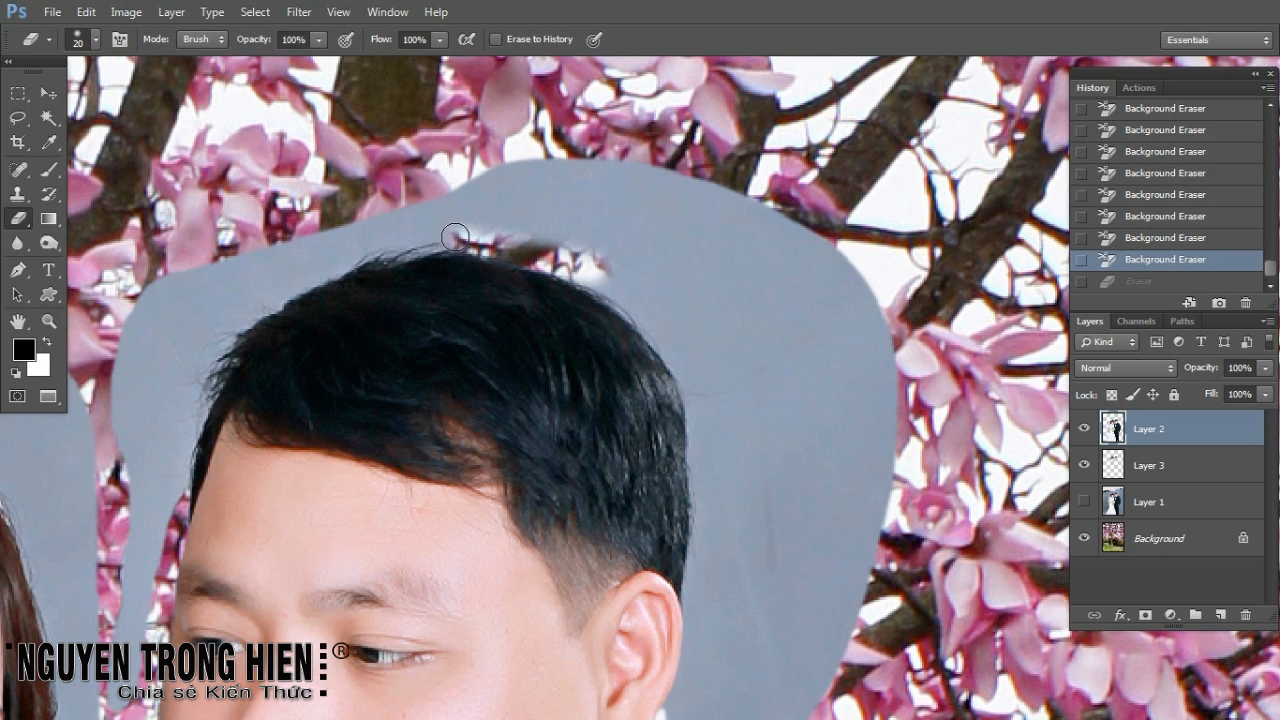 Ps File Edit Image Layer Type Select Filter View Window Help
20 Mode: Brush Opacity: 100% Flow: 100% Erase to History Essentials
History Actions
Background Eraser
Background Eraser
Background Eraser
Background Eraser
Background Eraser
Background Eraser
Background Eraser
Background Eraser
Eraser
Layers Channels Paths
Kind
Normal Opacity: 100%
Lock: Fill: 100%
Layer 2
Layer 3
Layer 1
Background
NGUYEN TRONG HIEN ®
Chia sẻ Kiến Thức